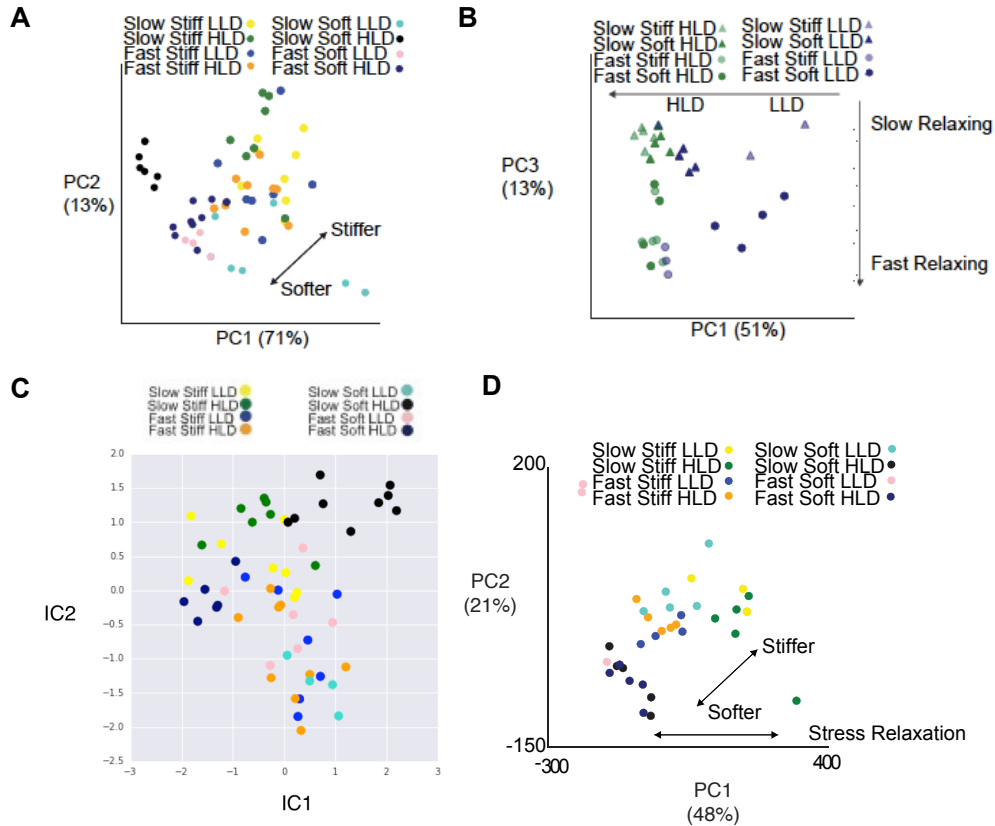 A
Slow Stiff LLD
Slow Stiff HLD
Fast Stiff LLD
Fast Stiff HLD
Slow Soft LLD
Slow Soft HLD
Fast Soft LLD
Fast Soft HLD
PC2
(13%)
Stiffer
Softer
PC1 (71%)
B
Slow Stiff HLD
Slow Soft HLD
Fast Stiff HLD
Fast Soft HLD
Slow Stiff LLD
Slow Soft LLD
Fast Stiff LLD
Fast Soft LLD
HLD
LLD
Slow Relaxing
PC3
(13%)
Fast Relaxing
PC1 (51%)
C
Slow Stiff LLD
Slow Stiff HLD
Fast Stiff LLD
Fast Stiff HLD
Slow Soft LLD
Slow Soft HLD
Fast Soft LLD
Fast Soft HLD
2.0
1.5
1.0
0.5
0.0
−0.5
−1.0
−1.5
−2.0
−2.5
IC2
−3
−2
−1
0
1
2
3
IC1
D
Slow Stiff LLD
Slow Stiff HLD
Fast Stiff LLD
Fast Stiff HLD
Slow Soft LLD
Slow Soft HLD
Fast Soft LLD
Fast Soft HLD
200
PC2
(21%)
Stiffer
Softer
Stress Relaxation
-150
-300
400
PC1
(48%)